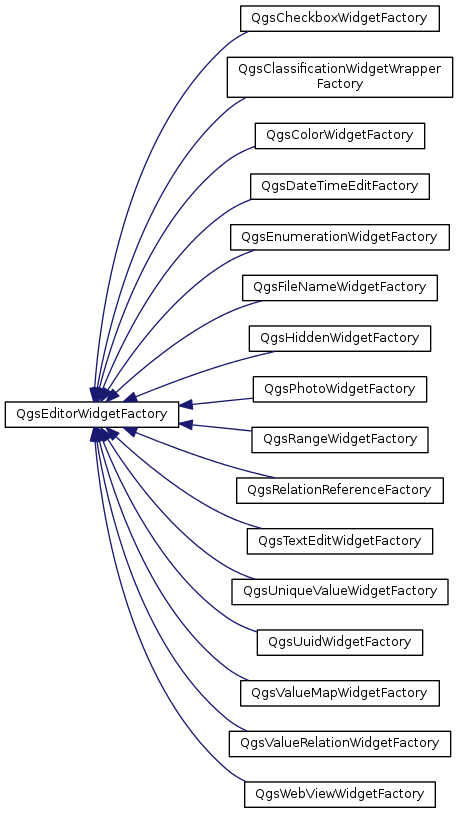 QgsCheckboxWidgetFactory
QgsClassificationWidgetWrapper
Factory
QgsColorWidgetFactory
QgsDateTimeEditFactory
QgsEnumerationWidgetFactory
QgsFileNameWidgetFactory
QgsHiddenWidgetFactory
QgsPhotoWidgetFactory
QgsEditorWidgetFactory
QgsRangeWidgetFactory
QgsRelationReferenceFactory
QgsTextEditWidgetFactory
QgsUniqueValueWidgetFactory
QgsUuidWidgetFactory
QgsValueMapWidgetFactory
QgsValueRelationWidgetFactory
QgsWebViewWidgetFactory